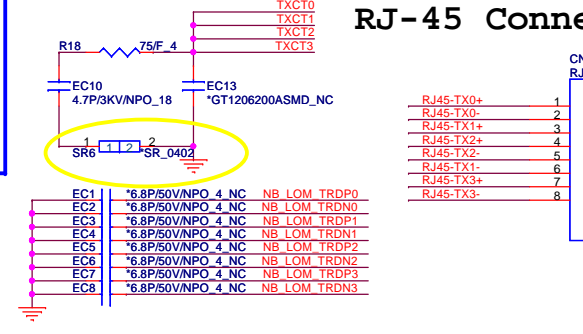 TXCT0
TXCT1
TXCT2
TXCT3
RJ-45 Conne
R18
75/F_4
EC10
4.7P/3KV/NPO_18
EC13
*GT1206200ASMD_NC
1
2
SR6
1
2
*SR_0402
CN
RJ
RJ45-TX0+ 1
RJ45-TX0- 2
RJ45-TX1+ 3
RJ45-TX2+ 4
RJ45-TX2- 5
RJ45-TX1- 6
RJ45-TX3+ 7
RJ45-TX3- 8
EC1 *6.8P/50V/NPO_4_NC NB_LOM_TRDP0
EC2 *6.8P/50V/NPO_4_NC NB_LOM_TRDN0
EC3 *6.8P/50V/NPO_4_NC NB_LOM_TRDP1
EC4 *6.8P/50V/NPO_4_NC NB_LOM_TRDN1
EC5 *6.8P/50V/NPO_4_NC NB_LOM_TRDP2
EC6 *6.8P/50V/NPO_4_NC NB_LOM_TRDN2
EC7 *6.8P/50V/NPO_4_NC NB_LOM_TRDP3
EC8 *6.8P/50V/NPO_4_NC NB_LOM_TRDN3